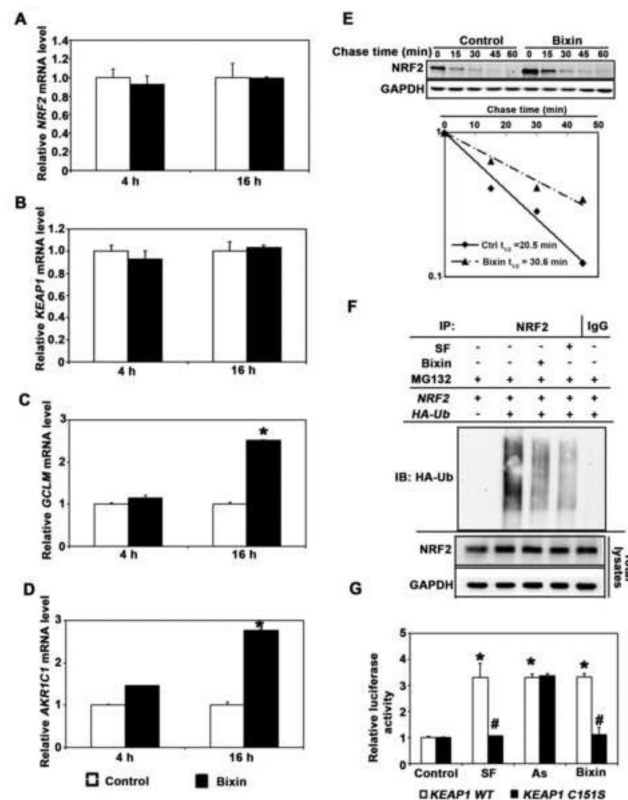 A
Relative NRF2 mRNA level
1.4
1.2
1.0
0.8
0.6
0.4
0.2
0
4 h
16 h
B
Relative KEAP1 mRNA level
1.4
1.2
1.0
0.8
0.6
0.4
0.2
0
4 h
16 h
C
Relative GCLM mRNA level
3
2
1
0
*
4 h
16 h
D
Relative AKR1C1 mRNA level
3
2
1
0
*
4 h
16 h
Control
Bixin
E
Control Bixin
Chase time (min) 0 15 30 45 60 0 15 30 45 60
NRF2
GAPDH
Chase time (min)
0 10 20 30 40 50
1
0.1
Ctrl t1/2 =20.5 min
Bixin t1/2 = 30.6 min
F
IP: NRF2 IgG
SF - - - + -
Bixin - - + - -
MG132 + + + + +
NRF2 + + + + +
HA-Ub - + + + +
IB: HA-Ub
NRF2
GAPDH
lysates
G
Relative luciferase activity
5
4
3
2
1
0
* * *
# #
Control SF As Bixin
KEAP1 WT KEAP1 C151S